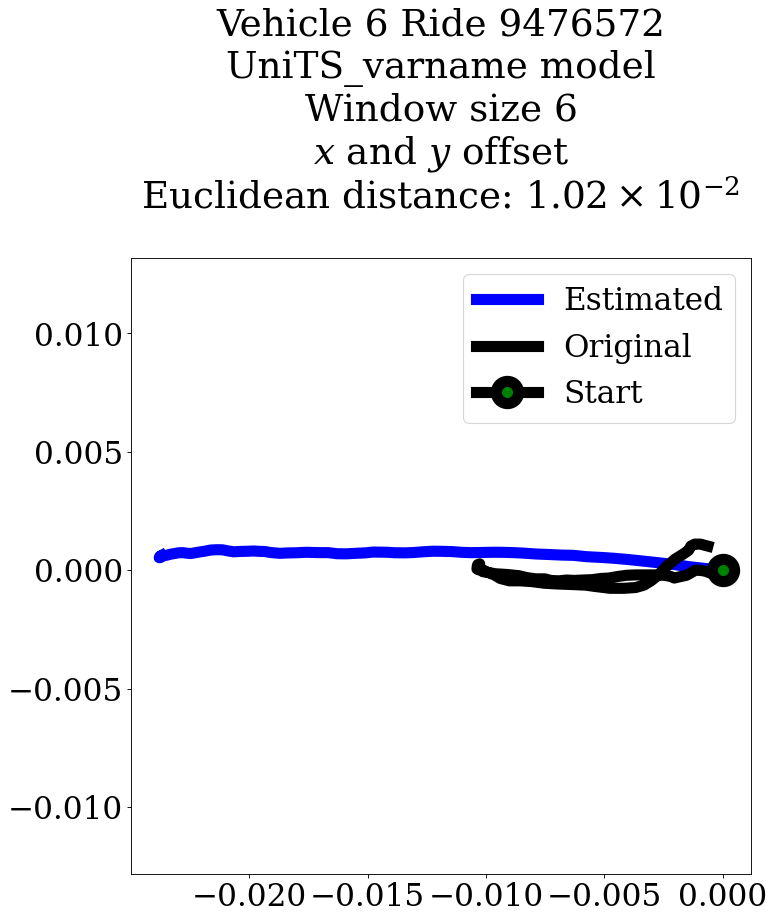 Vehicle 6 Ride 9476572
UniTS_varname model
Window size 6
x and y offset
Euclidean distance: 1.02 × 10⁻²
Estimated
Original
Start
0.010
0.005
0.000
−0.005
−0.010
−0.020 −0.015 −0.010 −0.005 0.000